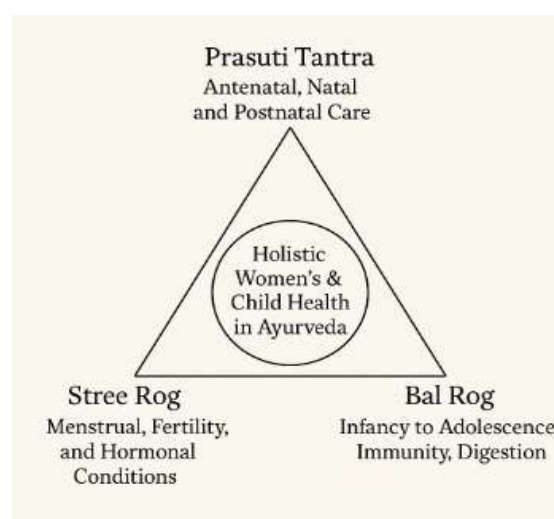 Prasuti Tantra
Antenatal, Natal
and Postnatal Care
Holistic
Women's &
Child Health
in Ayurveda
Stree Rog
Menstrual, Fertility,
and Hormonal
Conditions
Bal Rog
Infancy to Adolescence
Immunity, Digestion